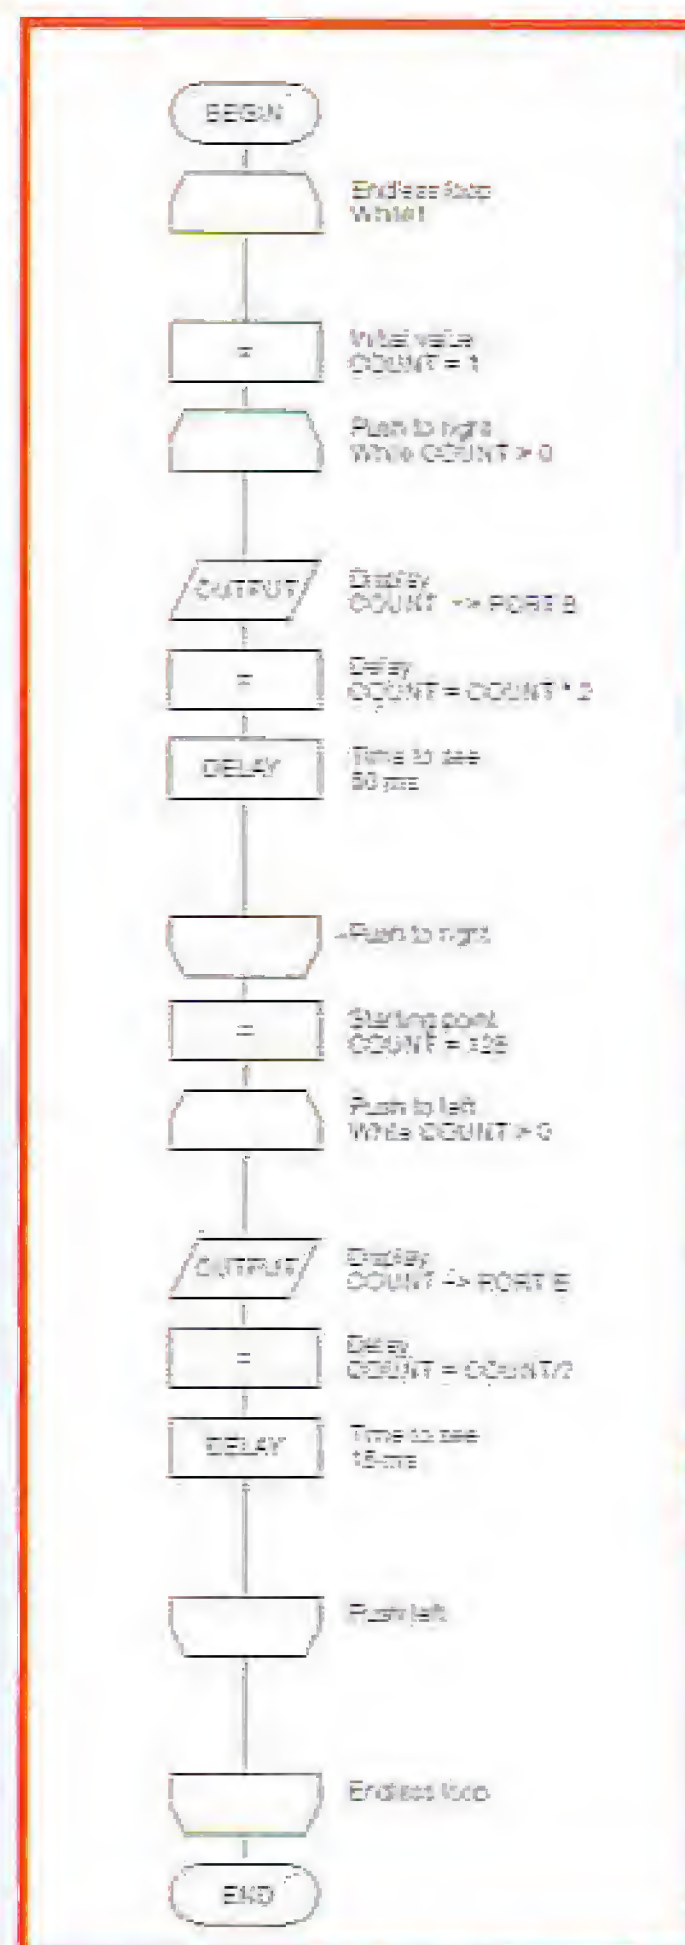 BEGIN
Endless loop
While1
=
Initial value
COUNT = 1
Push to right
While COUNT > 0
OUTPUT
Display
COUNT -> PORT B
=
Delay
COUNT = COUNT * 2
DELAY
Time to see
ms
Push to right
=
Starting point
COUNT = 128
Push to left
While COUNT > 0
OUTPUT
Display
COUNT -> PORT B
=
Delay
COUNT = COUNT/2
DELAY
Time to see
Push left
Endless loop
END